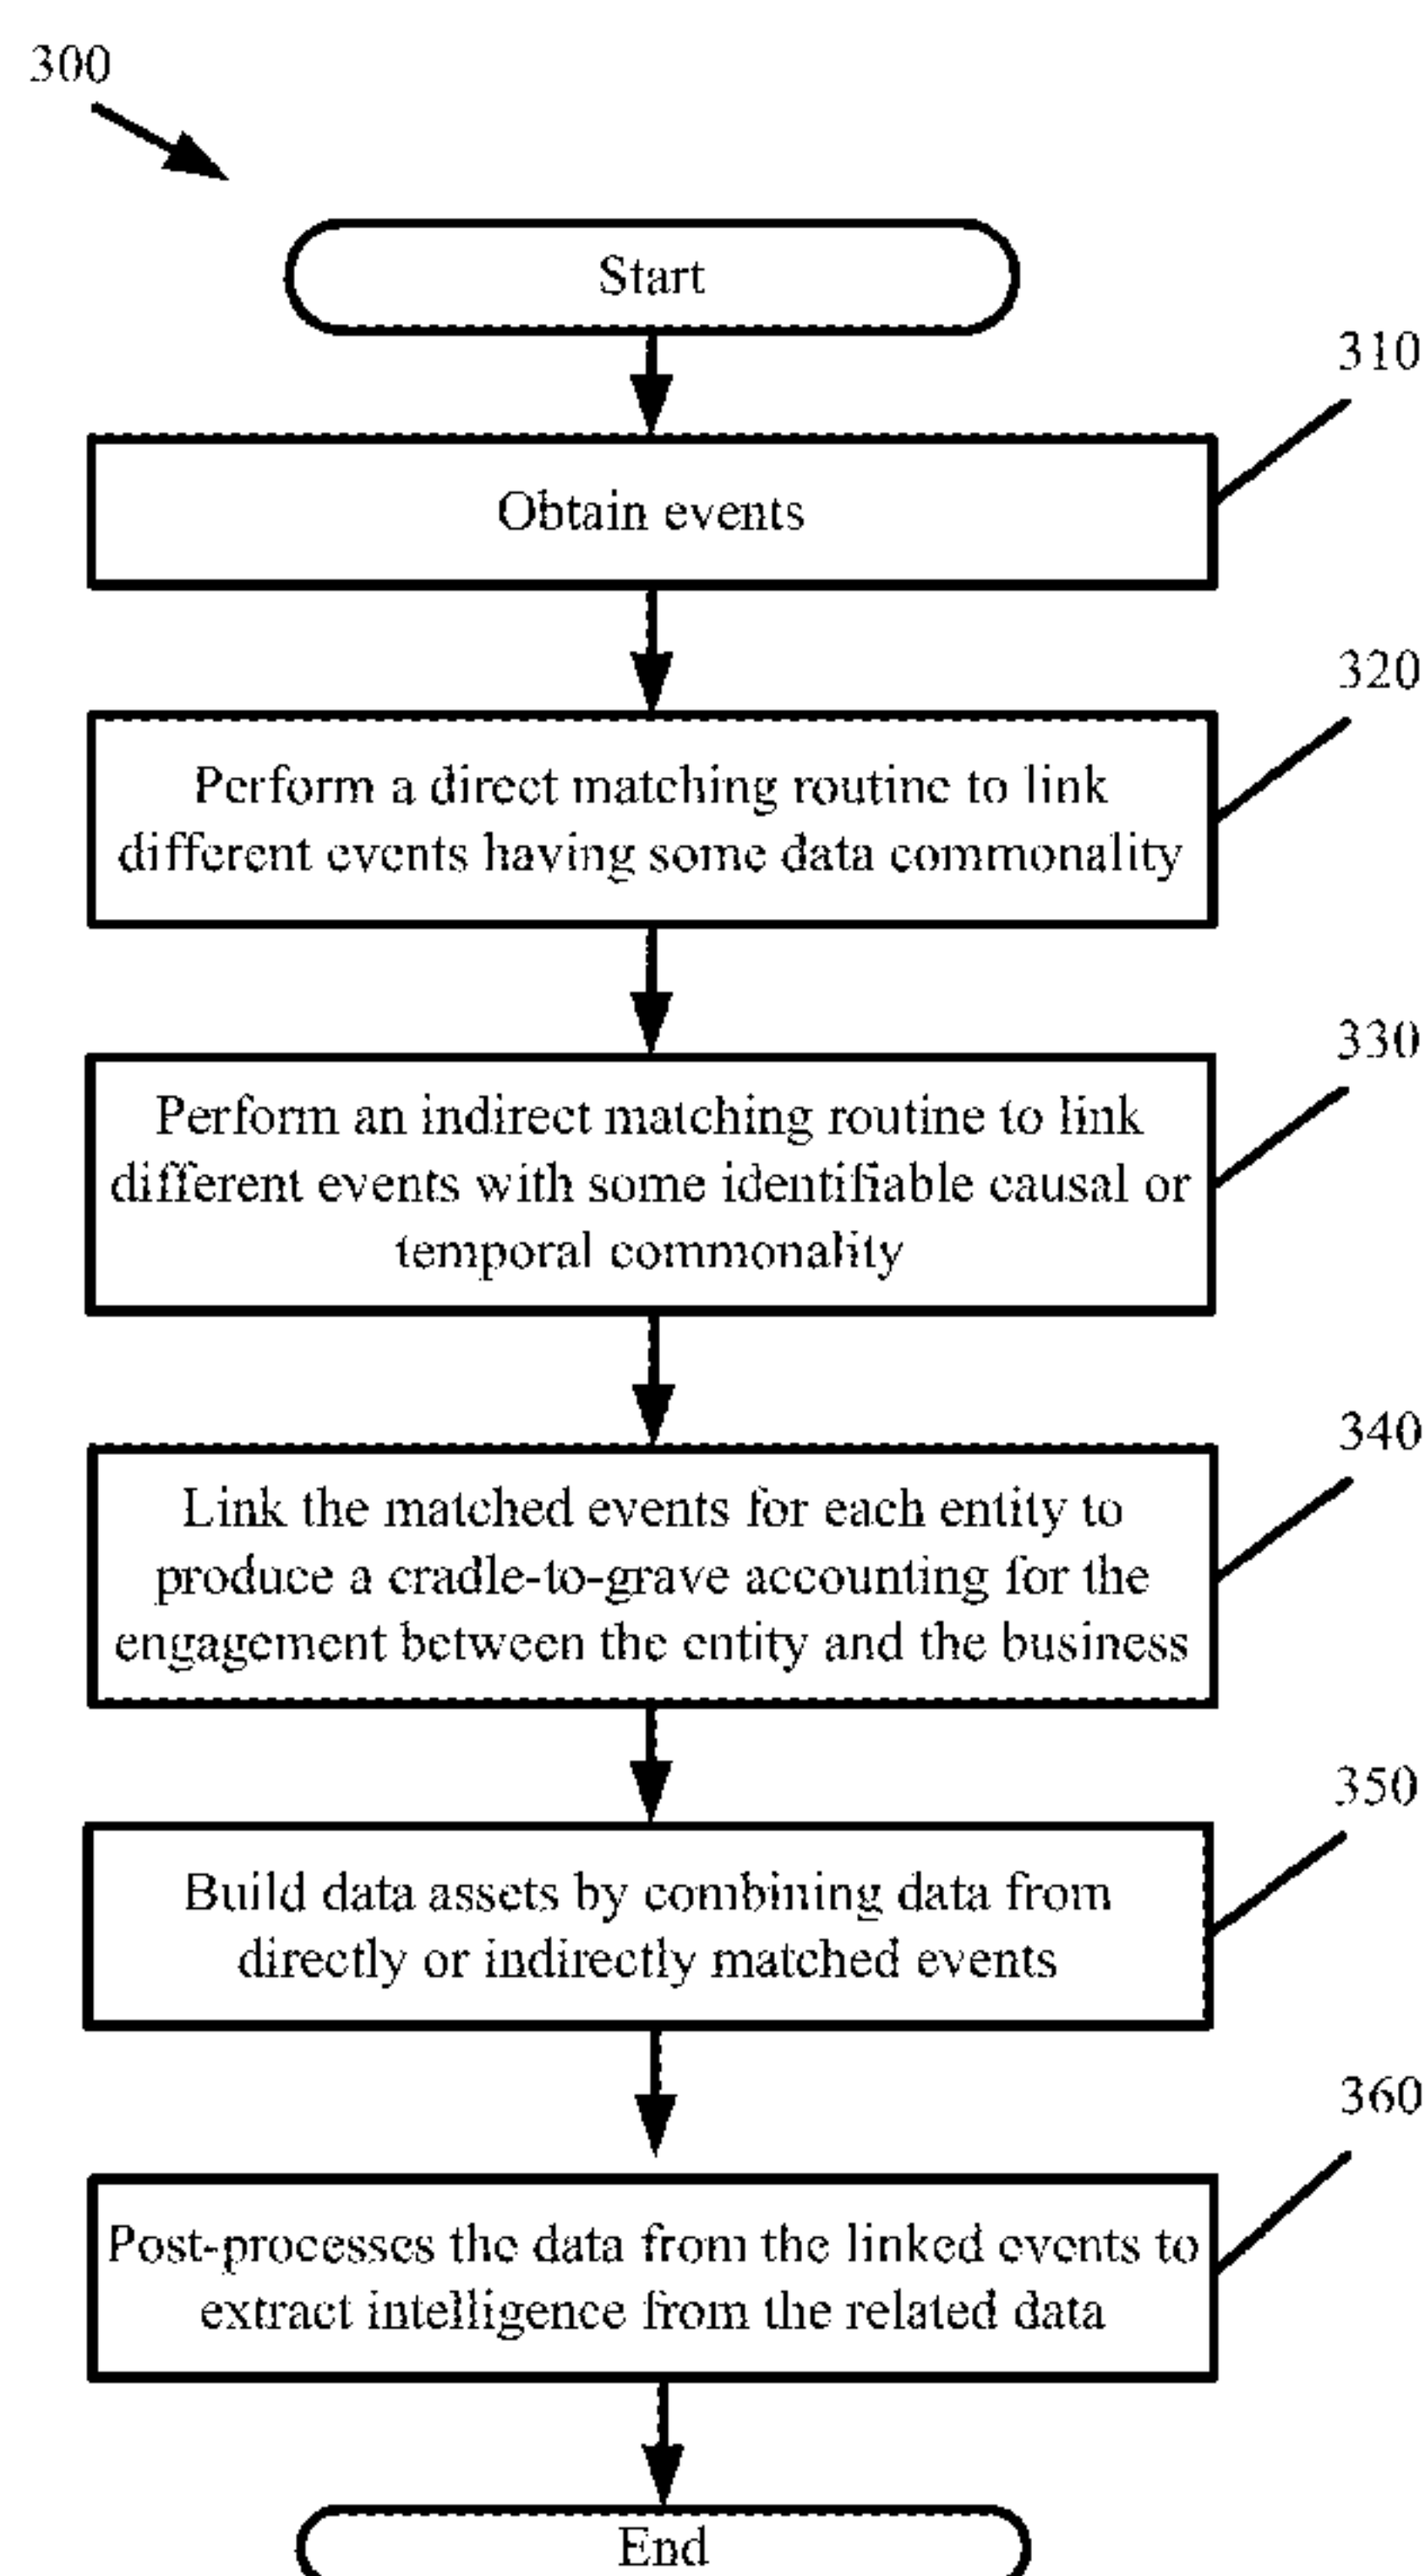 300
Start
310
Obtain events
320
Perform a direct matching routine to link
different events having some data commonality
330
Perform an indirect matching routine to link
different events with some identifiable causal or
temporal commonality
340
Link the matched events for each entity to
produce a cradle-to-grave accounting for the
engagement between the entity and the business
350
Build data assets by combining data from
directly or indirectly matched events
360
Post-processes the data from the linked events to
extract intelligence from the related data
End